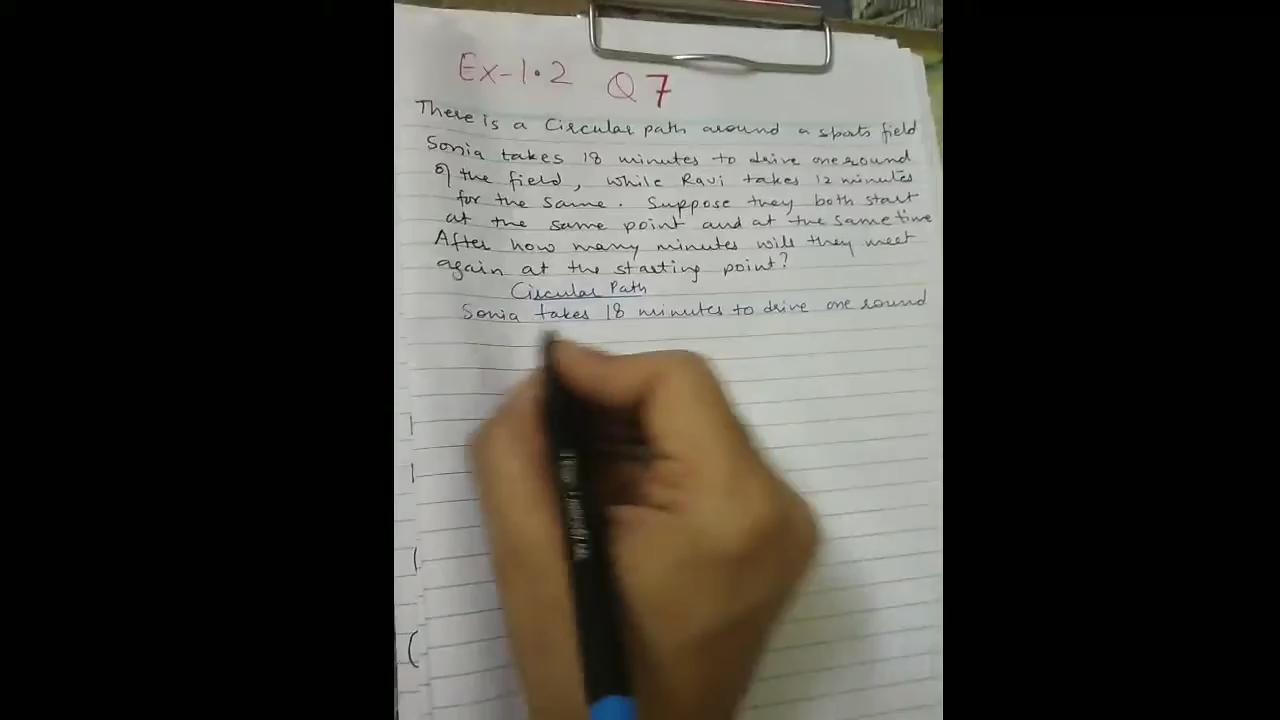 Ex-1.2 Q7
There is a Circular path around a sports field
Sonia takes 18 minutes to drive one round
of the field, while Ravi takes 12 minutes
for the same. Suppose they both start
at the same point and at the same time
After how many minutes will they meet
again at the starting point?
Circular Path
Sonia takes 18 minutes to drive one round